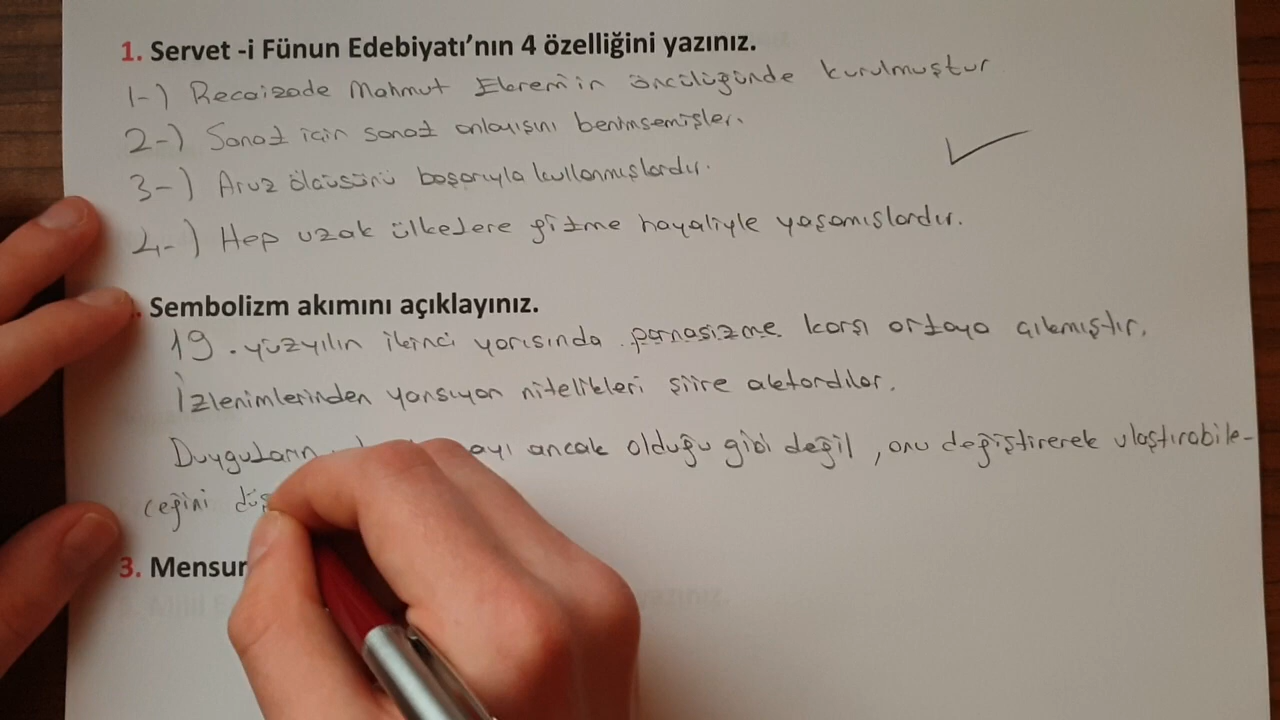 1. Servet -i Fünun Edebiyatı’nın 4 özelliğini yazınız.
1-) Recaizade Mahmut Ekrem'in öncülüğünde kurulmuştur
2-) Sanat için sanat anlayışını benimsemişler.
3-) Aruz ölçüsünü başarıyla kullanmışlardır.
4-) Hep uzak ülkelere gitme hayaliyle yaşamışlardır.
. Sembolizm akımını açıklayınız.
19. yüzyılın ikinci yarısında parnasizme karşı ortaya çıkmıştır.
İzlenimlerinden yansıyan nitelikleri şiire aktardılar.
Duyguların ancak olduğu gibi değil, onu değiştirerek ulaştırabile-
ceğini
3. Mensur